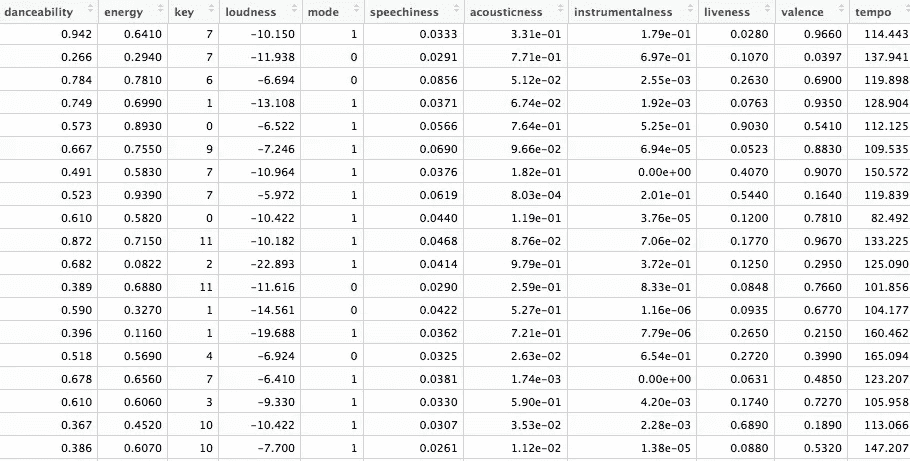 danceability energy key loudness mode speechiness acousticness instrumentalness liveness valence tempo
0.942 0.6410 7 -10.150 1 0.0333 3.31e-01 1.79e-01 0.0280 0.9660 114.443
0.266 0.2940 7 -11.938 0 0.0291 7.71e-01 6.97e-01 0.1070 0.0397 137.941
0.784 0.7810 6 -6.694 0 0.0856 5.12e-02 2.55e-03 0.2630 0.6900 119.898
0.749 0.6990 1 -13.108 1 0.0371 6.74e-02 1.92e-03 0.0763 0.9350 128.904
0.573 0.8930 0 -6.522 1 0.0566 7.64e-01 5.25e-01 0.9030 0.5410 112.125
0.667 0.7550 9 -7.246 1 0.0690 9.66e-02 6.94e-05 0.0523 0.8830 109.535
0.491 0.5830 7 -10.964 1 0.0376 1.82e-01 0.00e+00 0.4070 0.9070 150.572
0.523 0.9390 7 -5.972 1 0.0619 8.03e-04 2.01e-01 0.5440 0.1640 119.839
0.610 0.5820 0 -10.422 1 0.0440 1.19e-01 3.76e-05 0.1200 0.7810 82.492
0.872 0.7150 11 -10.182 1 0.0468 8.76e-02 7.06e-02 0.1770 0.9670 133.225
0.682 0.0822 2 -22.893 1 0.0414 9.79e-01 3.72e-01 0.1250 0.2950 125.090
0.389 0.6880 11 -11.616 0 0.0290 2.59e-01 8.33e-01 0.0848 0.7660 101.856
0.590 0.3270 1 -14.561 0 0.0422 5.27e-01 1.16e-06 0.0935 0.6770 104.177
0.396 0.1160 1 -19.688 1 0.0362 7.21e-01 7.79e-06 0.2650 0.2150 160.462
0.518 0.5690 4 -6.924 0 0.0325 2.63e-02 6.54e-01 0.2720 0.3990 165.094
0.678 0.6560 7 -6.410 1 0.0381 1.74e-03 0.00e+00 0.0631 0.4850 123.207
0.610 0.6060 3 -9.330 1 0.0330 5.90e-01 4.20e-03 0.1740 0.7270 105.958
0.367 0.4520 10 -10.422 1 0.0307 3.53e-02 2.28e-03 0.6890 0.1890 113.066
0.386 0.6070 10 -7.700 1 0.0261 1.12e-02 1.38e-05 0.0880 0.5320 147.207